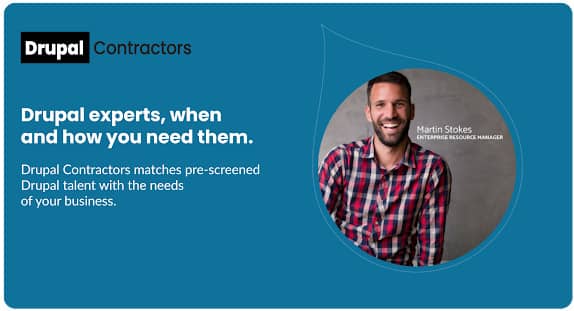 Drupal Contractors
Drupal experts, when
and how you need them.
Drupal Contractors matches pre-screened
Drupal talent with the needs
of your business.
Martin Stokes
ENTERPRISE RESOURCE MANAGER